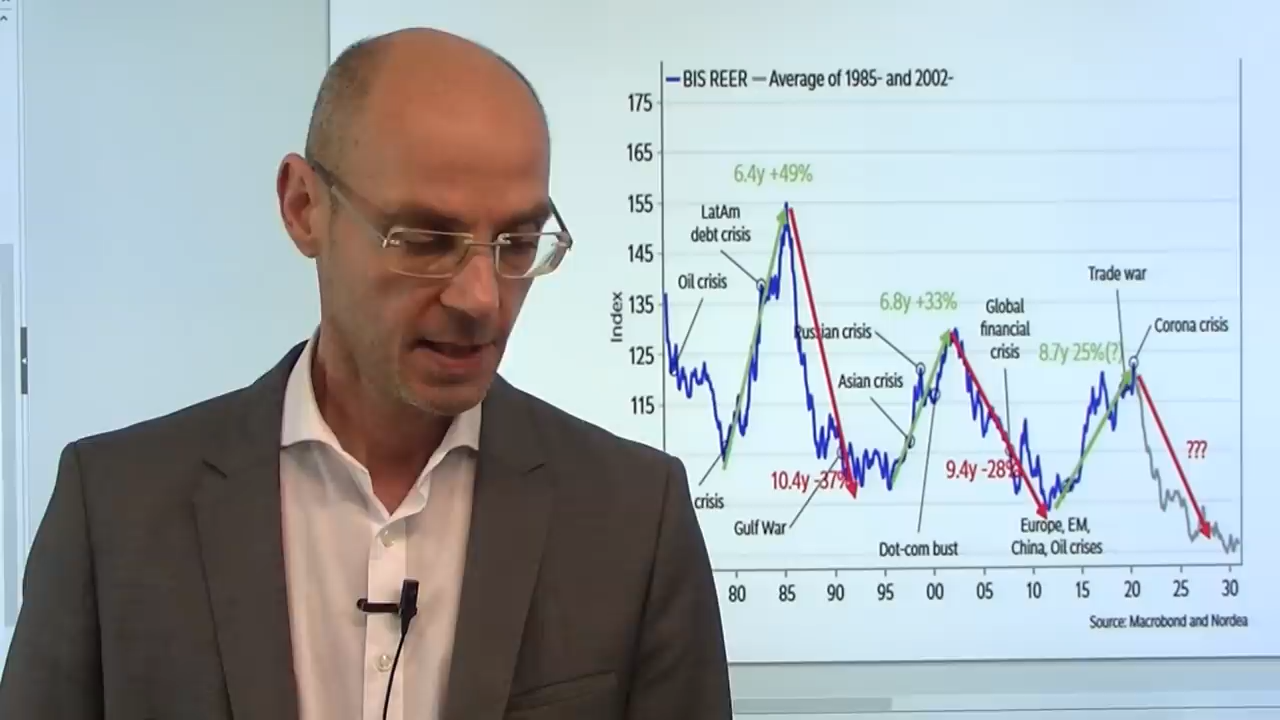 BIS REER Average of 1985- and 2002-
175
165
155
145
135
125
115
Index
6.4y +49%
LatAm
debt crisis
Oil crisis
crisis
Russian crisis
Asian crisis
10.4y -37%
Gulf War
6.8y +33%
Global
financial
crisis
9.4y -28%
Dot-com bust
Europe, EM,
China, Oil crises
8.7y 25%(?)
Trade war
Corona crisis
???
80 85 90 95 00 05 10 15 20 25 30
Source: Macrobond and Nordea